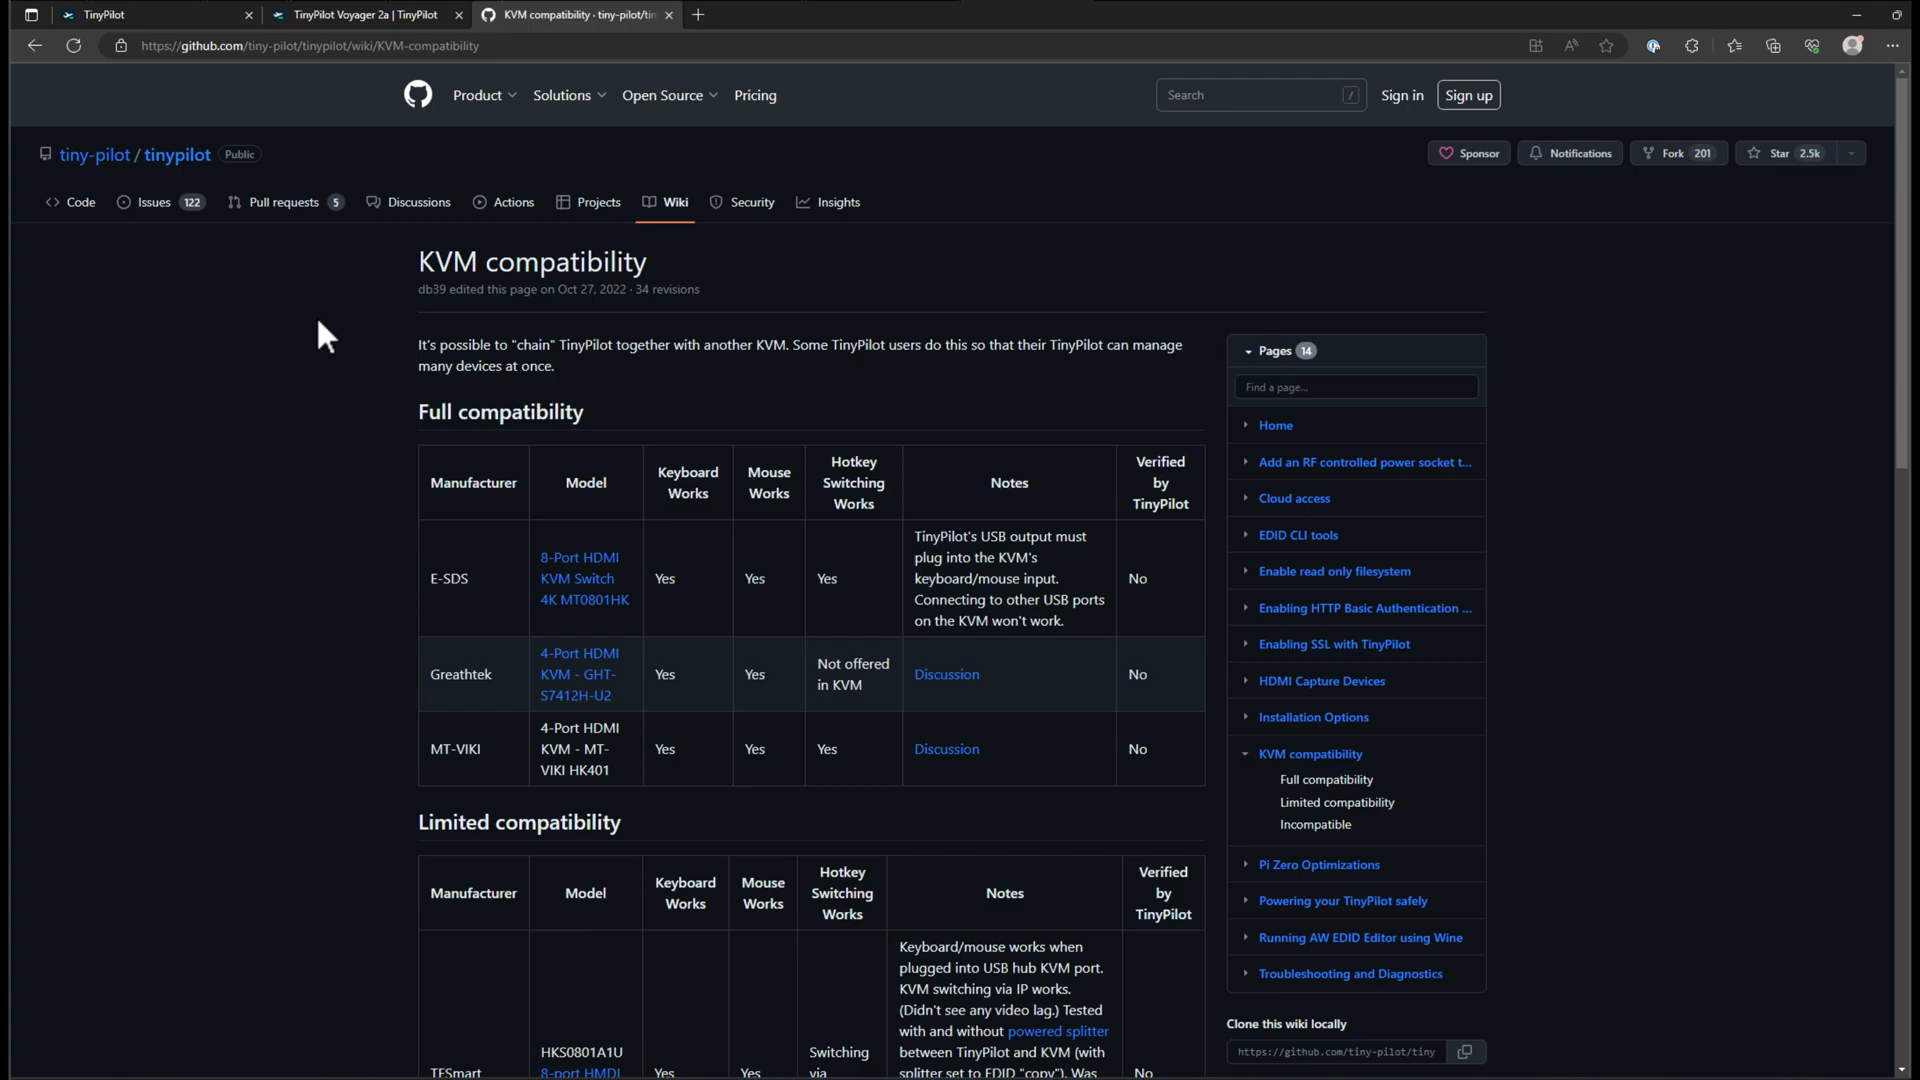 TinyPilot
TinyPilot Voyager 2a | TinyPilot
KVM compatibility · tiny-pilot/tin
https://github.com/tiny-pilot/tinypilot/wiki/KVM-compatibility
Product
Solutions
Open Source
Pricing
Search
/
Sign in
Sign up
tiny-pilot / tinypilot
Public
Sponsor
Notifications
Fork 201
Star 2.5k
Code
Issues 122
Pull requests 5
Discussions
Actions
Projects
Wiki
Security
Insights
KVM compatibility
db39 edited this page on Oct 27, 2022 · 34 revisions
It's possible to "chain" TinyPilot together with another KVM. Some TinyPilot users do this so that their TinyPilot can manage
many devices at once.
Full compatibility
Manufacturer
Model
Keyboard
Works
Mouse
Works
Hotkey
Switching
Works
Notes
Verified
by
TinyPilot
E-SDS
8-Port HDMI
KVM Switch
4K MT0801HK
Yes
Yes
Yes
TinyPilot's USB output must
plug into the KVM's
keyboard/mouse input.
Connecting to other USB ports
on the KVM won't work.
No
Greathtek
4-Port HDMI
KVM - GHT-
S7412H-U2
Yes
Yes
Not offered
in KVM
Discussion
No
MT-VIKI
4-Port HDMI
KVM - MT-
VIKI HK401
Yes
Yes
Yes
Discussion
No
Limited compatibility
Manufacturer
Model
Keyboard
Works
Mouse
Works
Hotkey
Switching
Works
Notes
Verified
by
TinyPilot
TESmart
HKS0801A1U
8-port HMDI
Yes
Yes
Switching
via
Keyboard/mouse works when
plugged into USB hub KVM port.
KVM switching via IP works.
(Didn't see any video lag.) Tested
with and without powered splitter
between TinyPilot and KVM (with
splitter set to EDID "copy"). Was
No
Pages 14
Find a page...
Home
Add an RF controlled power socket t...
Cloud access
EDID CLI tools
Enable read only filesystem
Enabling HTTP Basic Authentication ...
Enabling SSL with TinyPilot
HDMI Capture Devices
Installation Options
KVM compatibility
Full compatibility
Limited compatibility
Incompatible
Pi Zero Optimizations
Powering your TinyPilot safely
Running AW EDID Editor using Wine
Troubleshooting and Diagnostics
Clone this wiki locally
https://github.com/tiny-pilot/tiny